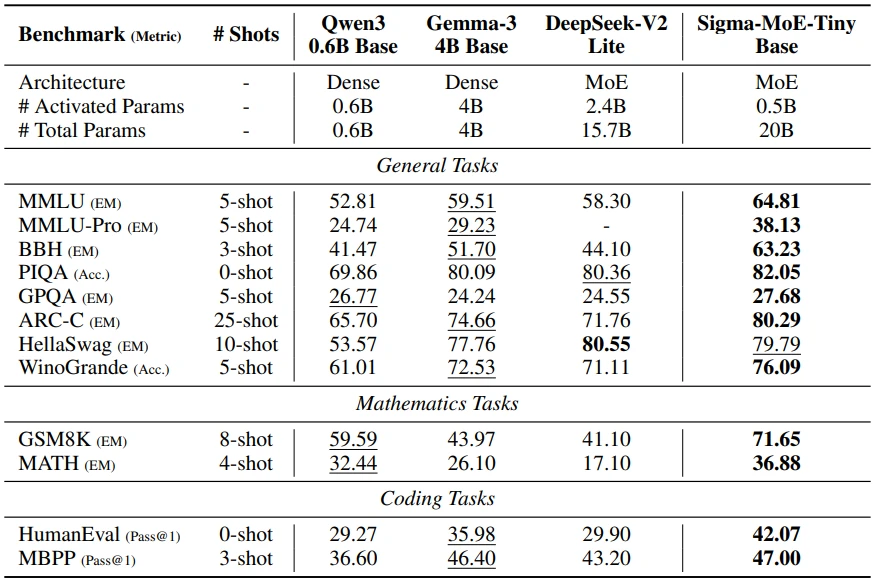 Benchmark (Metric) # Shots Qwen3 0.6B Base Gemma-3 4B Base DeepSeek-V2 Lite Sigma-MoE-Tiny Base
Architecture - Dense Dense MoE MoE
# Activated Params - 0.6B 4B 2.4B 0.5B
# Total Params - 0.6B 4B 15.7B 20B
General Tasks
MMLU (EM) 5-shot 52.81 59.51 58.30 64.81
MMLU-Pro (EM) 5-shot 24.74 29.23 - 38.13
BBH (EM) 3-shot 41.47 51.70 44.10 63.23
PIQA (Acc.) 0-shot 69.86 80.09 80.36 82.05
GPQA (EM) 5-shot 26.77 24.24 24.55 27.68
ARC-C (EM) 25-shot 65.70 74.66 71.76 80.29
HellaSwag (EM) 10-shot 53.57 77.76 80.55 79.79
WinoGrande (Acc.) 5-shot 61.01 72.53 71.11 76.09
Mathematics Tasks
GSM8K (EM) 8-shot 59.59 43.97 41.10 71.65
MATH (EM) 4-shot 32.44 26.10 17.10 36.88
Coding Tasks
HumanEval (Pass@1) 0-shot 29.27 35.98 29.90 42.07
MBPP (Pass@1) 3-shot 36.60 46.40 43.20 47.00